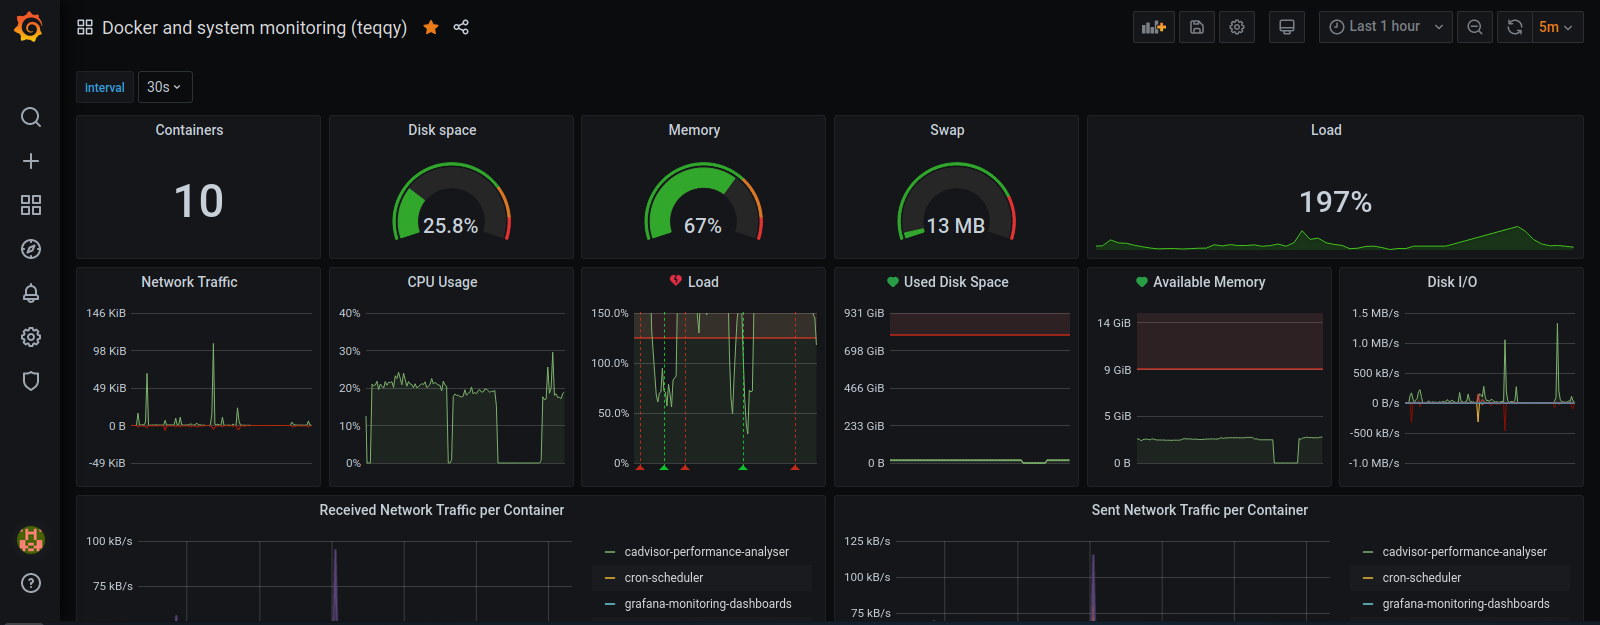 Docker and system monitoring (teqqy)
Last 1 hour
5m
interval
30s
Containers
10
Disk space
25.8%
Memory
67%
Swap
13 MB
Load
197%
Network Traffic
146 KiB
98 KiB
49 KiB
0 B
-49 KiB
CPU Usage
40%
30%
20%
10%
0%
Load
150.0%
100.0%
50.0%
0%
Used Disk Space
931 GiB
698 GiB
466 GiB
233 GiB
0 B
Available Memory
14 GiB
9 GiB
5 GiB
0 B
Disk I/O
1.5 MB/s
1.0 MB/s
500 kB/s
0 B/s
-500 kB/s
-1.0 MB/s
Received Network Traffic per Container
100 kB/s
75 kB/s
cadvisor-performance-analyser
cron-scheduler
grafana-monitoring-dashboards
Sent Network Traffic per Container
125 kB/s
100 kB/s
75 kB/s
cadvisor-performance-analyser
cron-scheduler
grafana-monitoring-dashboards